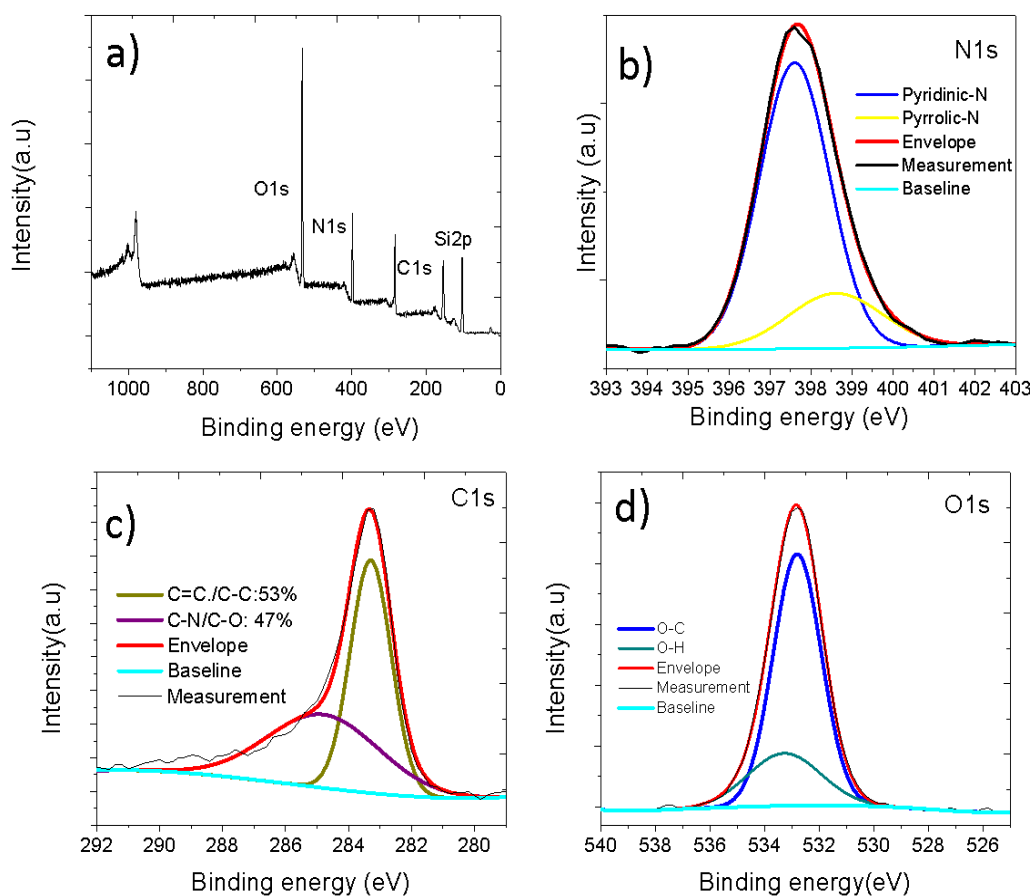 a)
Intensity(a.u)
O1s
N1s
C1s
Si2p
1000 800 600 400 200 0
Binding energy (eV)
b)
N1s
Intensity (a.u)
Pyridinic-N
Pyrrolic-N
Envelope
Measurement
Baseline
393 394 395 396 397 398 399 400 401 402 403
Binding energy (eV)
c)
C1s
Intensity(a.u)
C=C./C-C:53%
C-N/C-O: 47%
Envelope
Baseline
Measurement
292 290 288 286 284 282 280
Binding energy (eV)
d)
O1s
Intensity(a.u)
O-C
O-H
Envelope
Measurement
Baseline
540 538 536 534 532 530 528 526
Binding energy(eV)